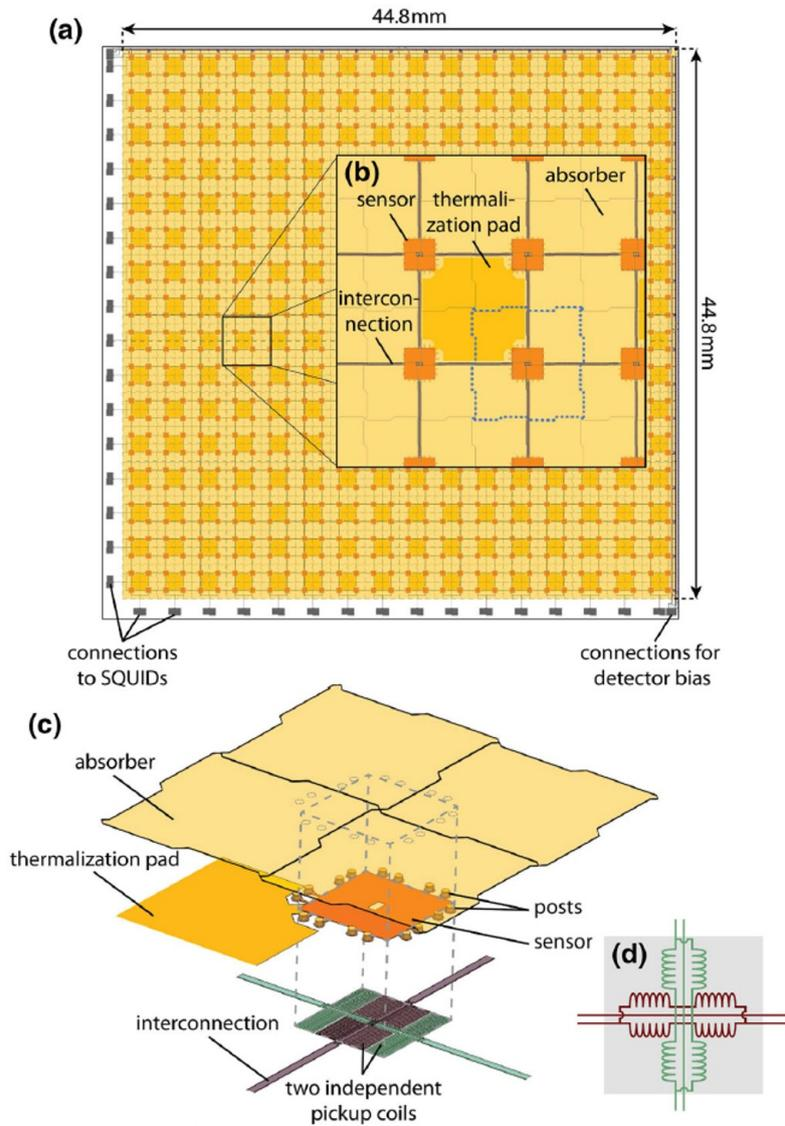 44.8mm
(a)
(b)
absorber
sensor
thermali-
zation pad
intercon-
nection
44.8mm
connections
to SQUIDs
connections for
detector bias
(c)
absorber
thermalization pad
posts
sensor
(d)
interconnection
two independent
pickup coils